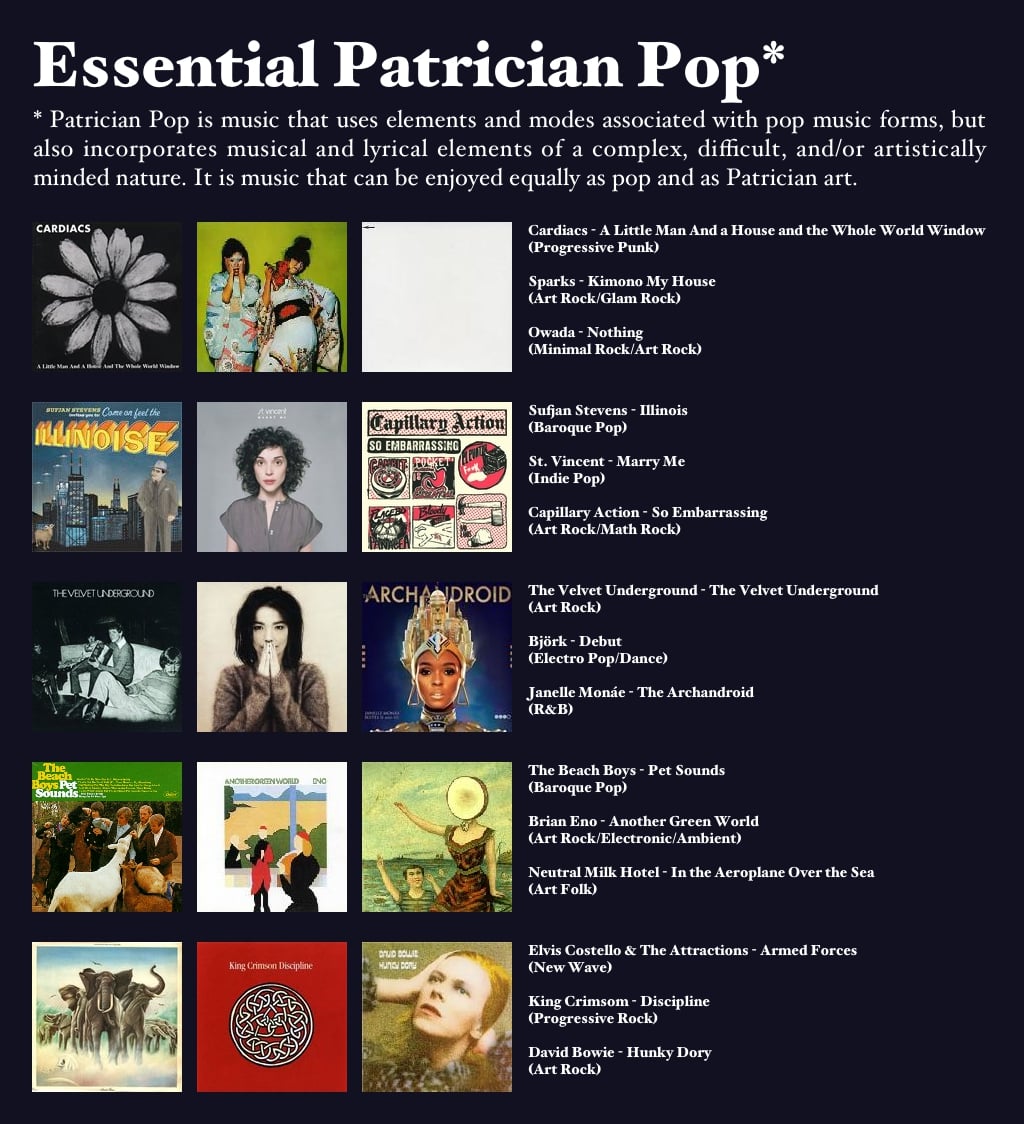 Essential Patrician Pop*
* Patrician Pop is music that uses elements and modes associated with pop music forms, but
also incorporates musical and lyrical elements of a complex, difficult, and/or artistically
minded nature. It is music that can be enjoyed equally as pop and as Patrician art.
CARDIACS
A Little Man And A House And The Whole World Window
Cardiacs - A Little Man And a House and the Whole World Window
(Progressive Punk)
Sparks - Kimono My House
(Art Rock/Glam Rock)
Owada - Nothing
(Minimal Rock/Art Rock)
SUFJAN STEVENS
Come on feel the
ILLINOISE
st. vincent
MARRY ME
Capillary Action
SO EMBARRASSING
Sufjan Stevens - Illinois
(Baroque Pop)
St. Vincent - Marry Me
(Indie Pop)
Capillary Action - So Embarrassing
(Art Rock/Math Rock)
THE VELVET UNDERGROUND
ARCHANDROID
The Velvet Underground - The Velvet Underground
(Art Rock)
Björk - Debut
(Electro Pop/Dance)
Janelle Monáe - The Archandroid
(R&B)
The
Beach
Boys Pet
Sounds
ANOTHER GREEN WORLD ENO
The Beach Boys - Pet Sounds
(Baroque Pop)
Brian Eno - Another Green World
(Art Rock/Electronic/Ambient)
Neutral Milk Hotel - In the Aeroplane Over the Sea
(Art Folk)
King Crimson Discipline
DAVID BOWIE
HUNKY DORY
Elvis Costello & The Attractions - Armed Forces
(New Wave)
King Crimsom - Discipline
(Progressive Rock)
David Bowie - Hunky Dory
(Art Rock)